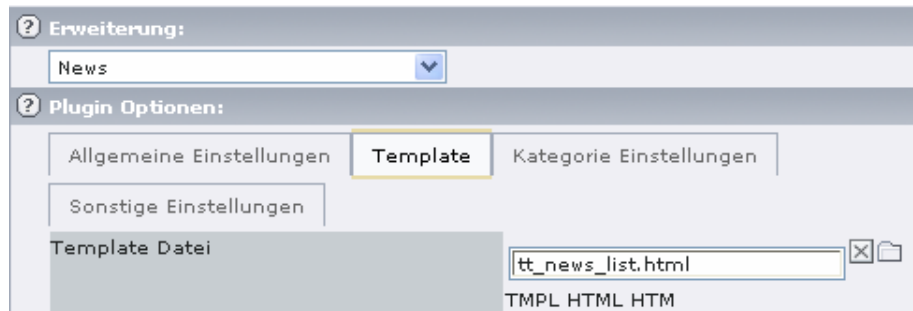 Erweiterung:
News
Plugin Optionen:
Allgemeine Einstellungen Template Kategorie Einstellungen
Sonstige Einstellungen
Template Datei
tt_news_list.html
TMPL HTML HTM